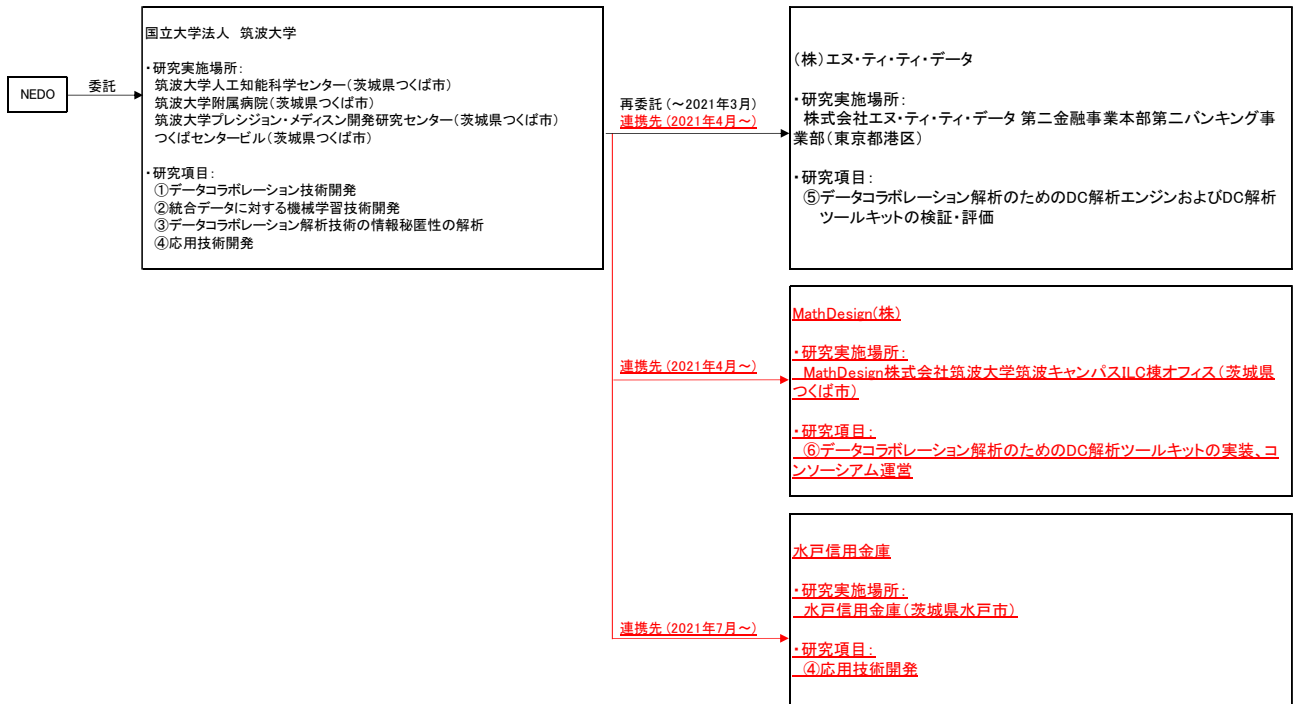 NEDO
委託
国立大学法人　筑波大学
・研究実施場所：
筑波大学人工知能科学センター（茨城県つくば市）
筑波大学附属病院（茨城県つくば市）
筑波大学プレシジョン・メディスン開発研究センター（茨城県つくば市）
つくばセンタービル（茨城県つくば市）
・研究項目：
①データコラボレーション技術開発
②統合データに対する機械学習技術開発
③データコラボレーション解析技術の情報秘匿性の解析
④応用技術開発
再委託（～2021年3月）
連携先（2021年4月～）
（株）エヌ・ティ・ティ・データ
・研究実施場所：
株式会社エヌ・ティ・ティ・データ 第二金融事業本部第二バンキング事
業部（東京都港区）
・研究項目：
⑤データコラボレーション解析のためのDC解析エンジンおよびDC解析
ツールキットの検証・評価
連携先（2021年4月～）
MathDesign（株）
・研究実施場所：
MathDesign株式会社筑波大学筑波キャンパスILC棟オフィス（茨城県
つくば市）
・研究項目：
⑥データコラボレーション解析のためのDC解析ツールキットの実装、コ
ンソーシアム運営
連携先（2021年7月～）
水戸信用金庫
・研究実施場所：
水戸信用金庫（茨城県水戸市）
・研究項目：
④応用技術開発